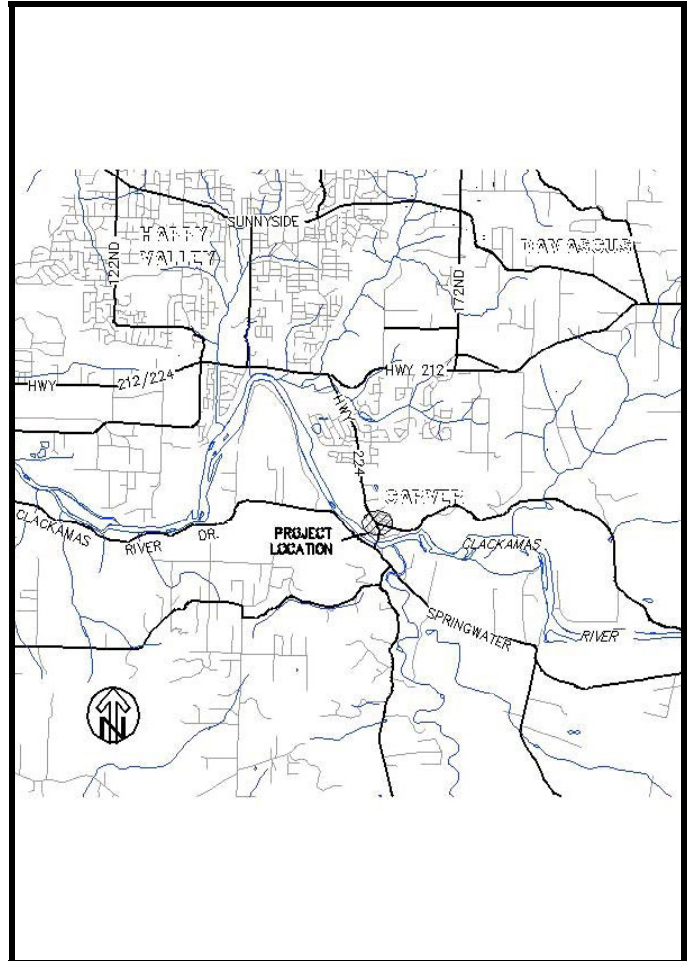 SUNNYSIDE
HAPPY
VALLEY
DAMASCUS
122ND
172ND
HWY
212/224
HWY 212
HWY 224
CARVER
CLACKAMAS
RIVER
DR.
PROJECT
LOCATION
CLACKAMAS
SPRINGWATER
RIVER
N